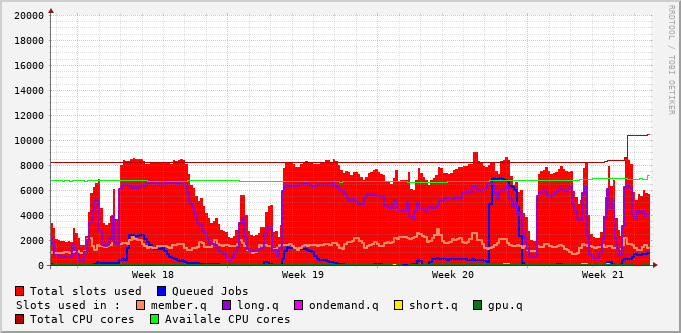 20000
18000
16000
14000
12000
10000
8000
6000
4000
2000
0
Week 18 Week 19 Week 20 Week 21
RRDTOOL / TOBI OETIKER
Total slots used Queued Jobs
Slots used in : member.q long.q ondemand.q short.q gpu.q
Total CPU cores Availale CPU cores